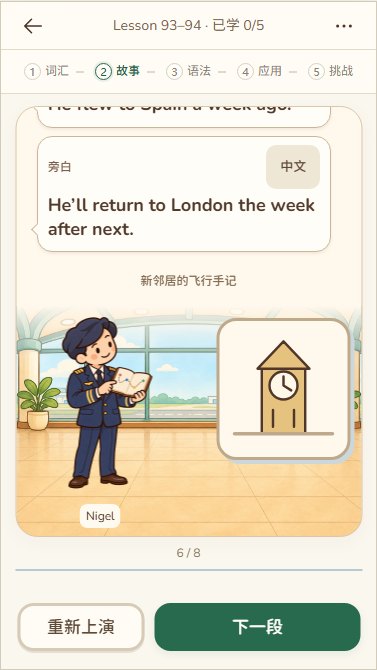 Lesson 93–94 · 已学 0/5
1 词汇 2 故事 3 语法 4 应用 5 挑战
He flew to Spain a week ago.
旁白
中文
He’ll return to London the week
after next.
新邻居的飞行手记
Nigel
6 / 8
重新上演
下一段